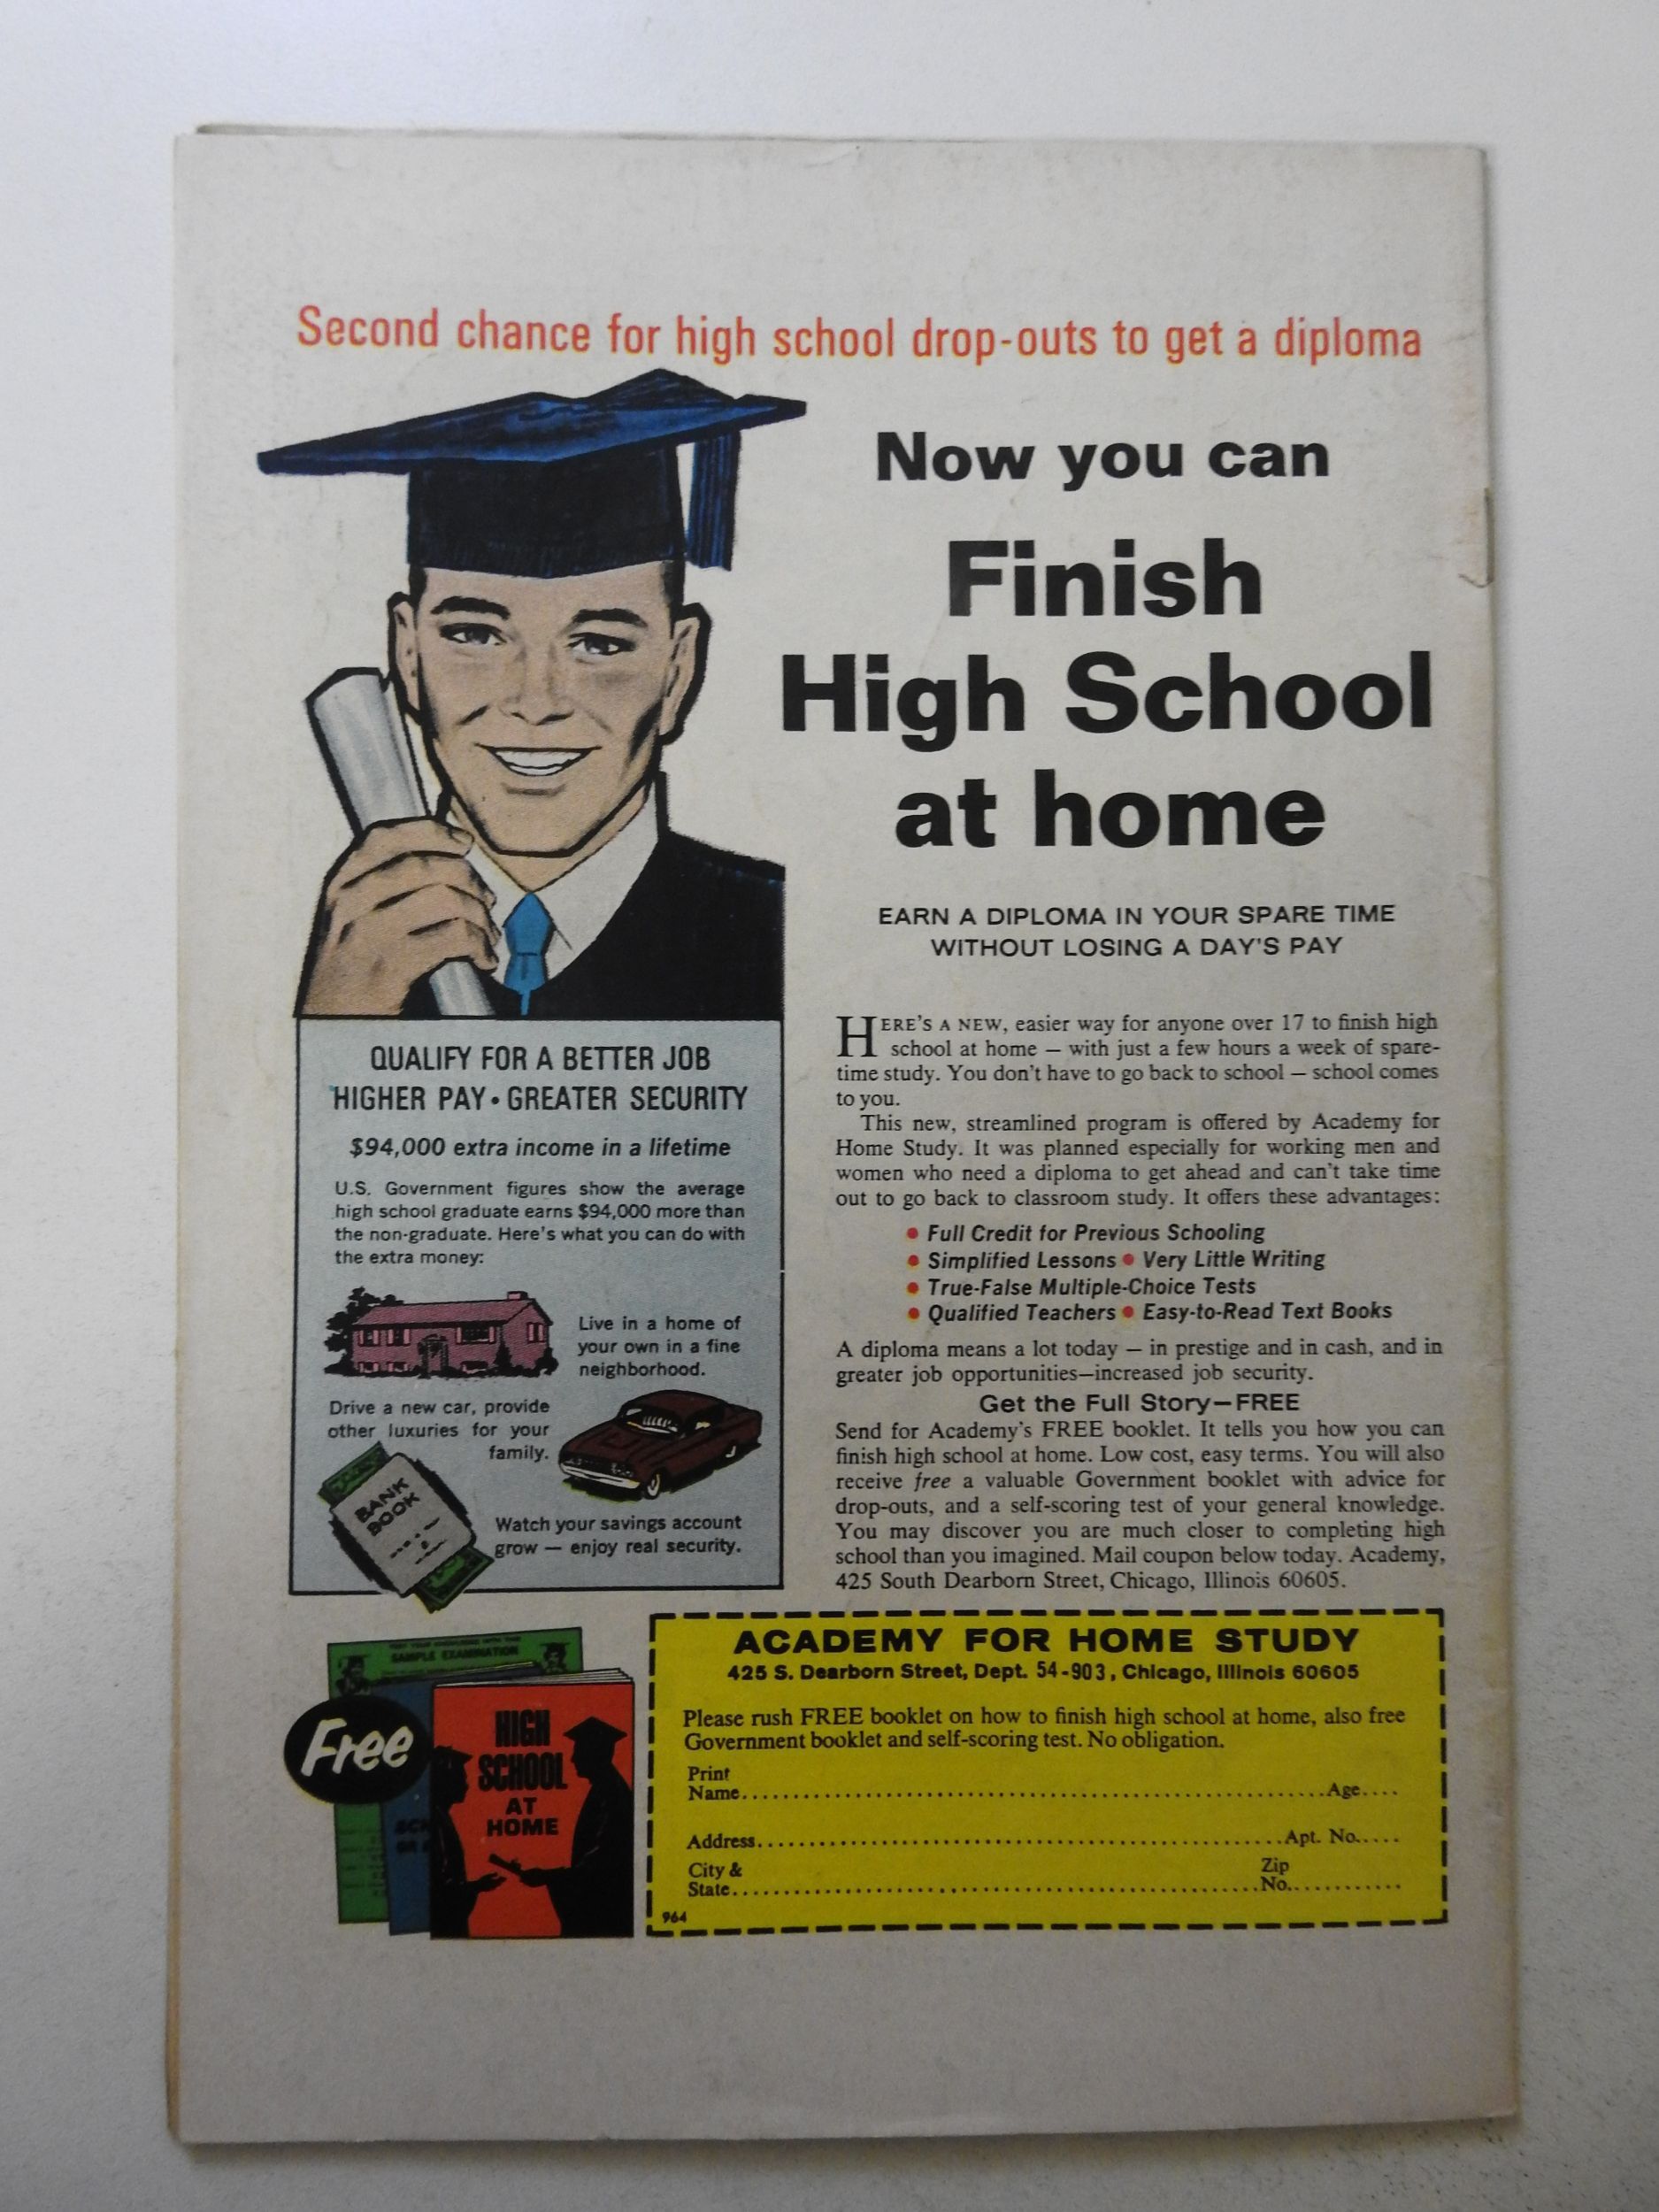 Second chance for high school drop-outs to get a diploma
Now you can
Finish
High School
at home
EARN A DIPLOMA IN YOUR SPARE TIME
WITHOUT LOSING A DAY'S PAY
QUALIFY FOR A BETTER JOB
HIGHER PAY • GREATER SECURITY
$94,000 extra income in a lifetime
U.S. Government figures show the average
high school graduate earns $94,000 more than
the non-graduate. Here's what you can do with
the extra money:
Live in a home of
your own in a fine
neighborhood.
Drive a new car, provide
other luxuries for your
family.
BANK
BOOK
Watch your savings account
grow — enjoy real security.
HERE'S A NEW, easier way for anyone over 17 to finish high
school at home — with just a few hours a week of spare-
time study. You don't have to go back to school — school comes
to you.
This new, streamlined program is offered by Academy for
Home Study. It was planned especially for working men and
women who need a diploma to get ahead and can't take time
out to go back to classroom study. It offers these advantages:
• Full Credit for Previous Schooling
• Simplified Lessons • Very Little Writing
• True-False Multiple-Choice Tests
• Qualified Teachers • Easy-to-Read Text Books
A diploma means a lot today — in prestige and in cash, and in
greater job opportunities—increased job security.
Get the Full Story—FREE
Send for Academy's FREE booklet. It tells you how you can
finish high school at home. Low cost, easy terms. You will also
receive free a valuable Government booklet with advice for
drop-outs, and a self-scoring test of your general knowledge.
You may discover you are much closer to completing high
school than you imagined. Mail coupon below today. Academy,
425 South Dearborn Street, Chicago, Illinois 60605.
SAMPLE EXAMINATION
Free
HIGH
SCHOOL
AT
HOME
ACADEMY FOR HOME STUDY
425 S. Dearborn Street, Dept. 54-903, Chicago, Illinois 60605
Please rush FREE booklet on how to finish high school at home, also free
Government booklet and self-scoring test. No obligation.
Print
Name.....Age....
Address.....Apt. No.....
City & Zip
State.....No.....
964